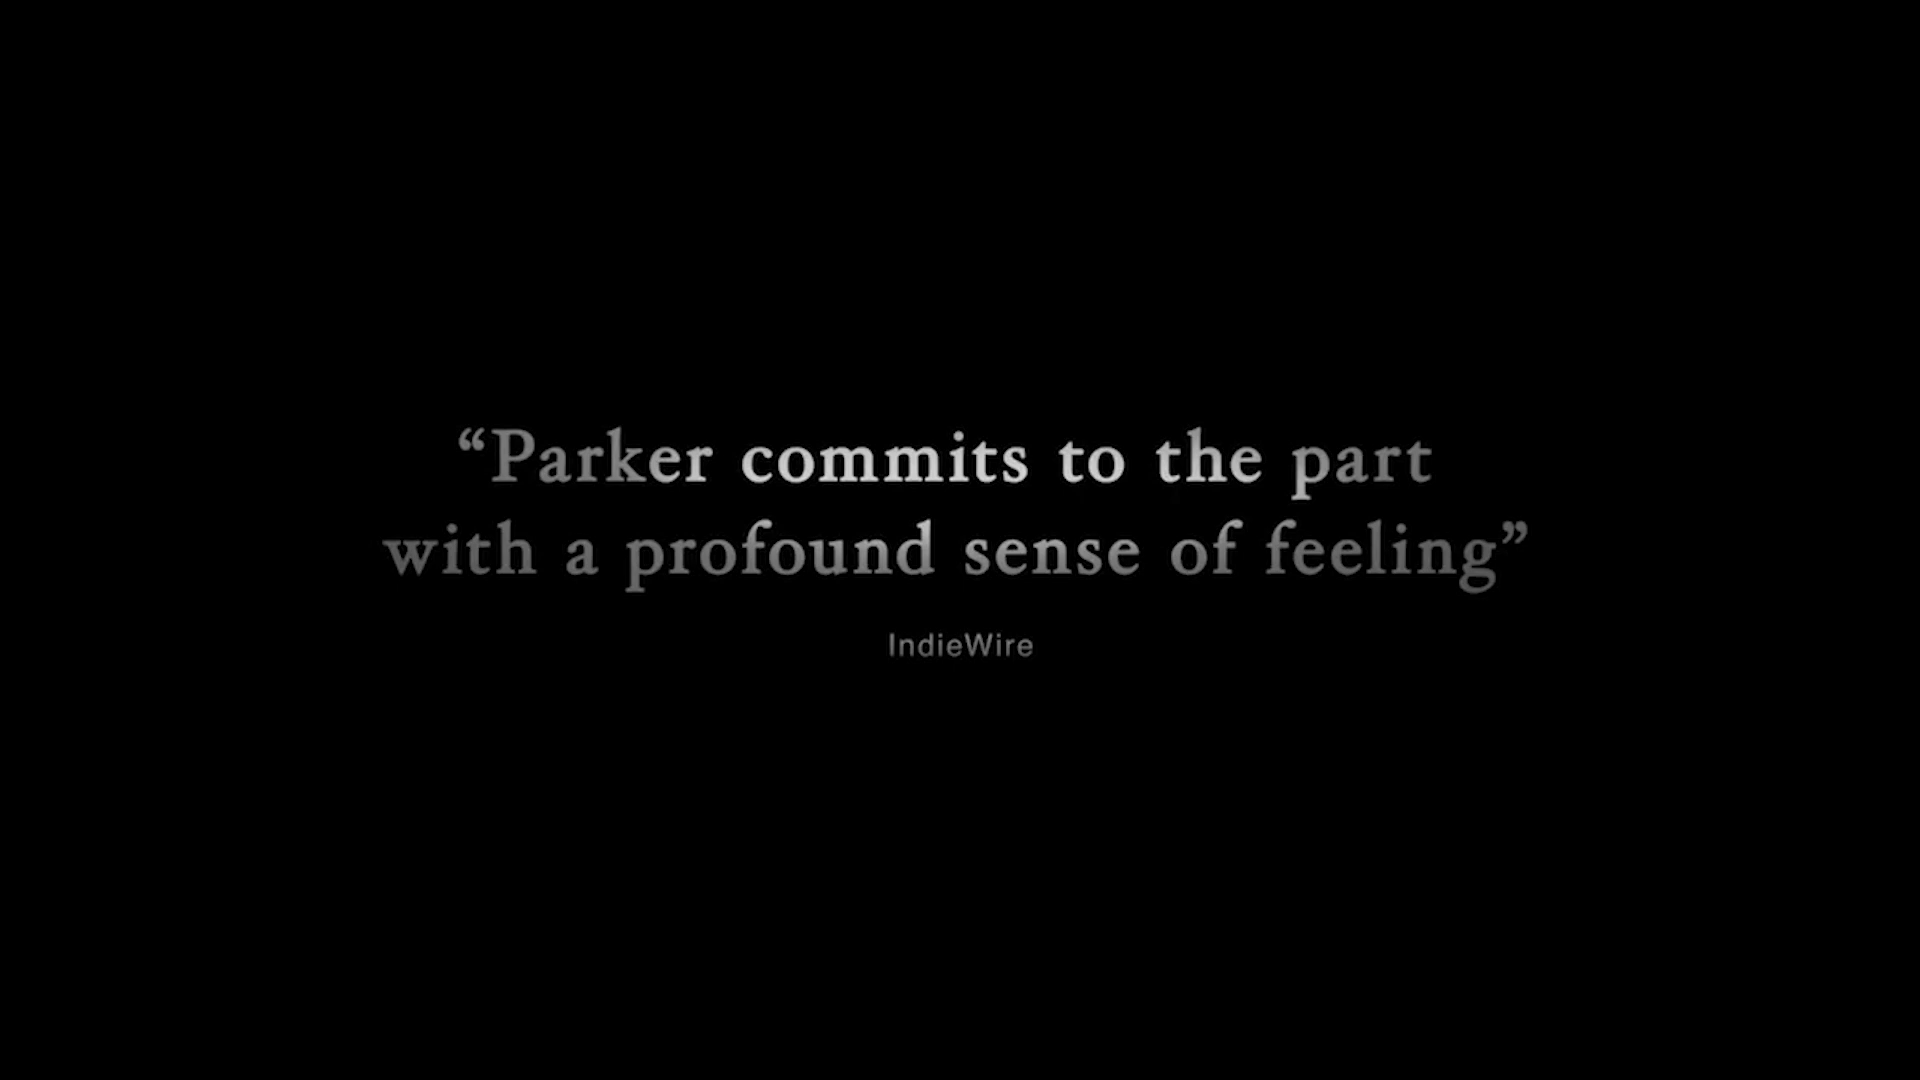 “Parker commits to the part
with a profound sense of feeling”
IndieWire